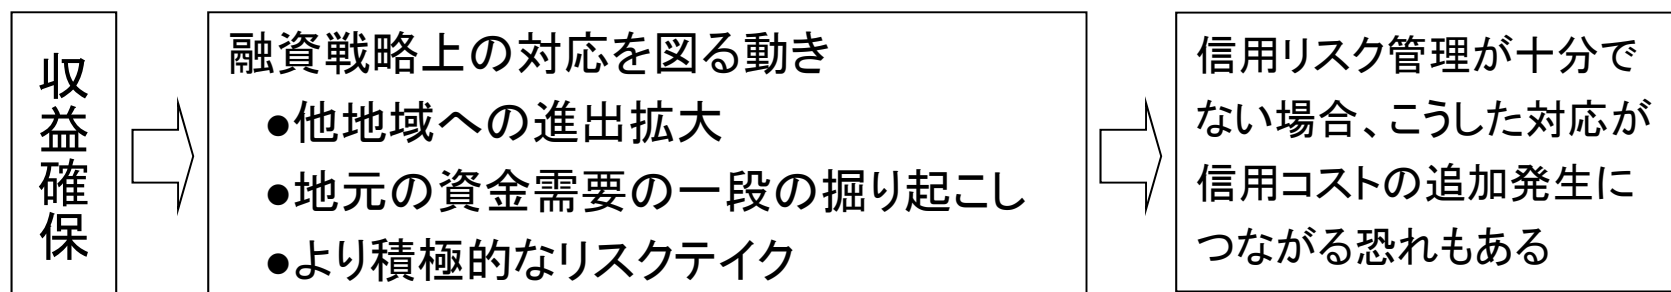 収益確保
融資戦略上の対応を図る動き
●他地域への進出拡大
●地元の資金需要の一段の掘り起こし
●より積極的なリスクテイク
信用リスク管理が十分で
ない場合、こうした対応が
信用コストの追加発生に
つながる恐れもある